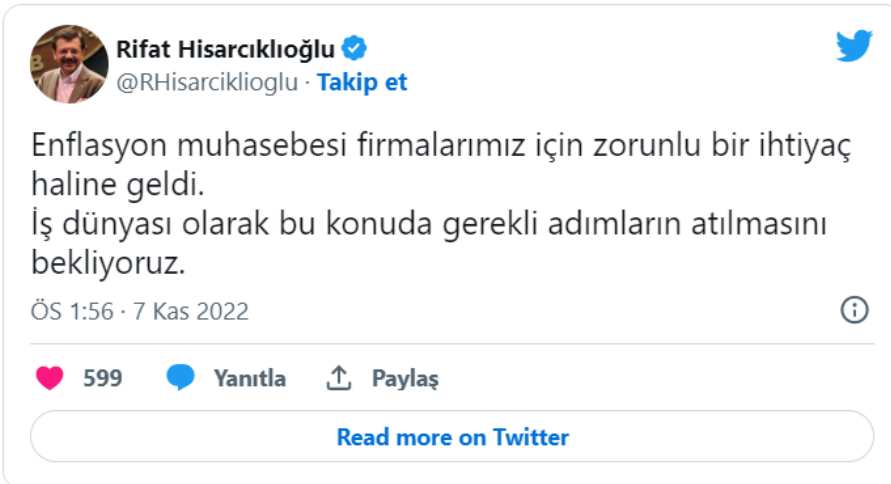 Rifat Hisarcıklıoğlu
@RHisarciklioglu · Takip et
Enflasyon muhasebesi firmalarımız için zorunlu bir ihtiyaç
haline geldi.
İş dünyası olarak bu konuda gerekli adımların atılmasını
bekliyoruz.
ÖS 1:56 · 7 Kas 2022
599 Yanıtla Paylaş
Read more on Twitter